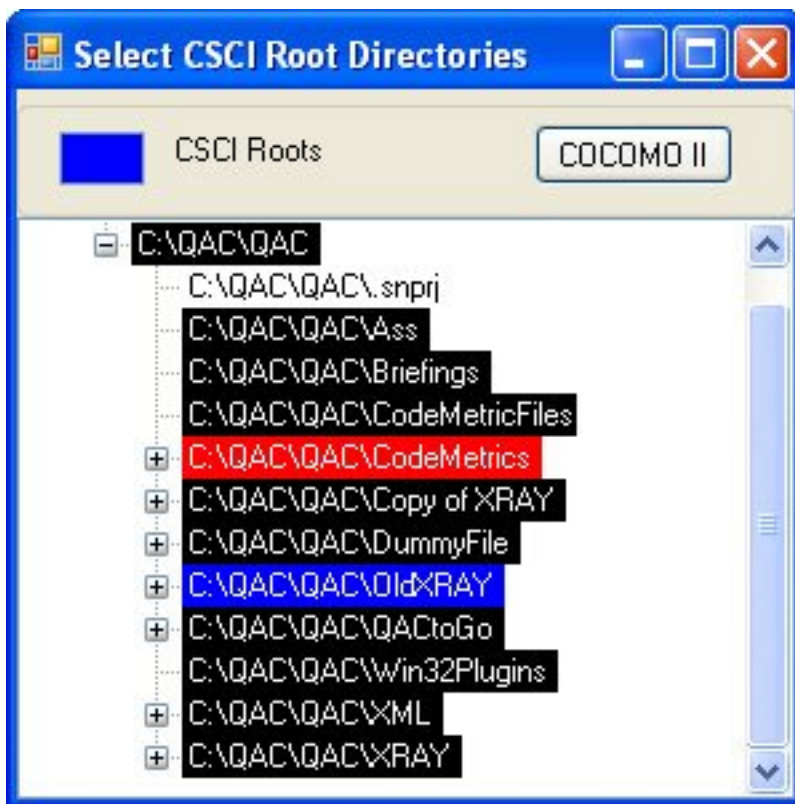 Select CSCI Root Directories
CSCI Roots
COCOMO II
C:\QAC\QAC
C:\QAC\QAC\.snprj
C:\QAC\QAC\Ass
C:\QAC\QAC\Briefings
C:\QAC\QAC\CodeMetricFiles
C:\QAC\QAC\CodeMetrics
C:\QAC\QAC\Copy of XRAY
C:\QAC\QAC\DummyFile
C:\QAC\QAC\OldXRAY
C:\QAC\QAC\QACtoGo
C:\QAC\QAC\Win32Plugins
C:\QAC\QAC\XML
C:\QAC\QAC\XRAY